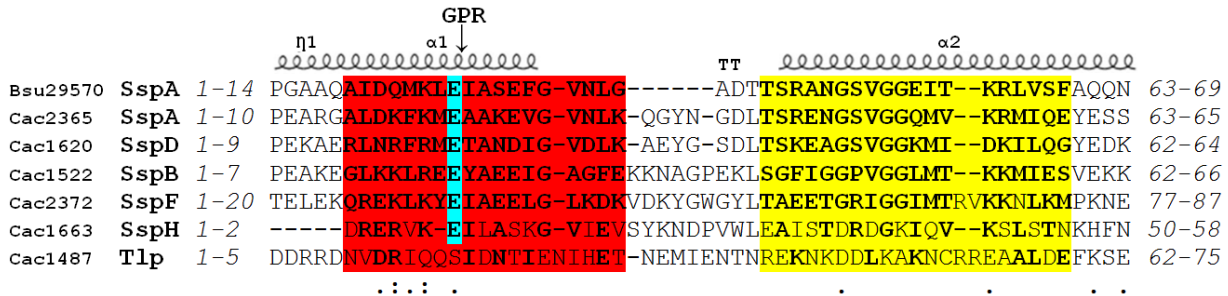 GPR
η1 α1 ↓ α2
TT
Bsu29570 SspA 1-14 PGAAQAIDQMKLEIASEFG-VNLG------ADTTSRANGSVGGEIT--KRLVSFAQQN 63-69
Cac2365 SspA 1-10 PEARGALDKFKMEAAKEVG-VNLK-QGYN-GDLTSRENGSVGGQMV--KRMIQEYESS 63-65
Cac1620 SspD 1-9 PEKAERLNRFRMETANDIG-VDLK-AEYG-SDLTSKEAGSVGGKMI--DKILQGYEDK 62-64
Cac1522 SspB 1-7 PEAKEGLKKLREEYAEEIG-AGFEKKNAGPEKLSGFIGGPVGGLMT--KKMIESVEKK 62-66
Cac2372 SspF 1-20 TELEKQREKLKYEIAEELG-LKDKVDKYGWGYLTAEETGRIGGIMTRVKKNLKMPKNE 77-87
Cac1663 SspH 1-2 -----DRERVK-EILASKG-VIEVSYKNDPVWLEAISTDRDGKIQV--KSLSTNKHFN 50-58
Cac1487 Tlp 1-5 DDRRDNVDRIQQSIDNTIENIHET-NEMIENTNREKNKDDLKAKNCRREAALDEFKSE 62-75
.:.: . . . . .